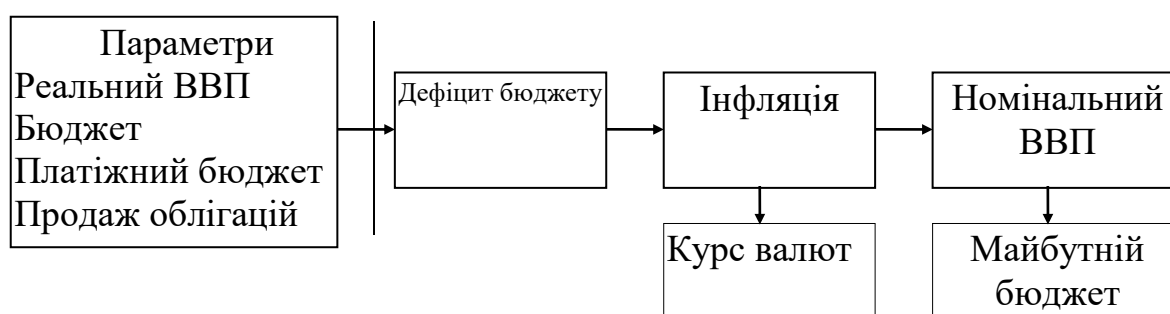 Параметри
Реальний ВВП
Бюджет
Платіжний бюджет
Продаж облігацій
Дефіцит бюджету
Інфляція
Номінальний
ВВП
Курс валют
Майбутній
бюджет